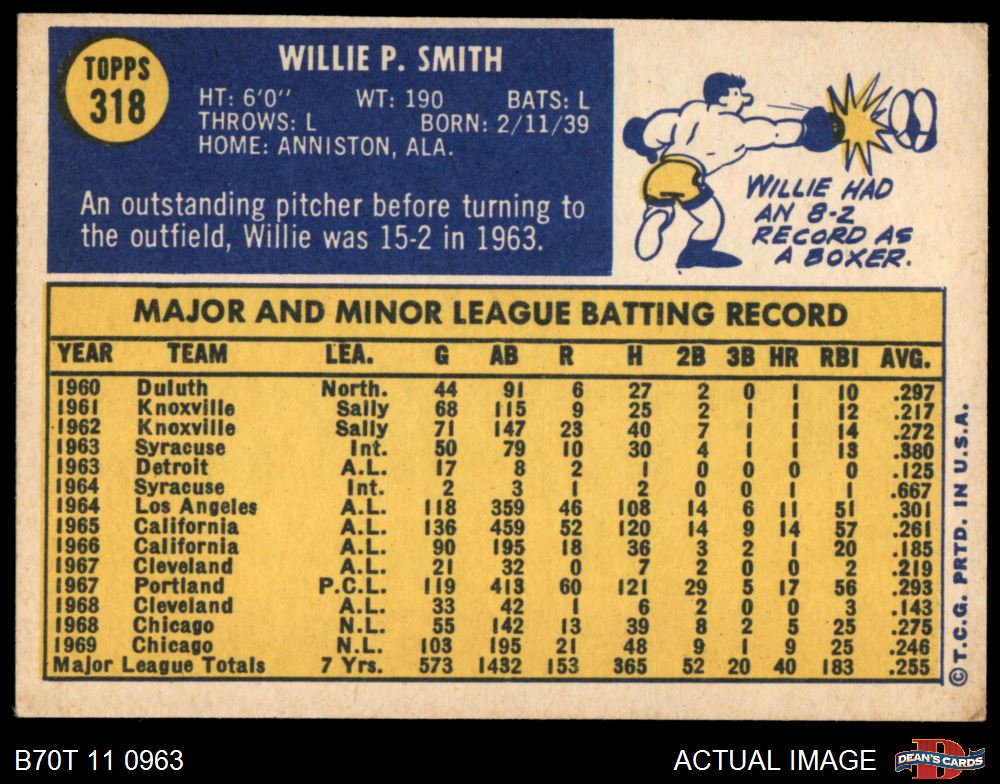 TOPPS
318
WILLIE P. SMITH
HT: 6'0" WT: 190 BATS: L
THROWS: L BORN: 2/11/39
HOME: ANNISTON, ALA.
An outstanding pitcher before turning to
the outfield, Willie was 15-2 in 1963.
WILLIE HAD
AN 8-2
RECORD AS
A BOXER.
MAJOR AND MINOR LEAGUE BATTING RECORD
YEAR TEAM LEA. G AB R H 2B 3B HR RBI AVG.
1960 Duluth North. 44 91 6 27 2 0 1 10 .297
1961 Knoxville Sally 68 115 9 25 2 1 1 12 .217
1962 Knoxville Sally 71 147 23 40 7 1 1 14 .272
1963 Syracuse Int. 50 79 10 30 4 1 1 13 .380
1963 Detroit A.L. 17 8 2 1 0 0 0 0 .125
1964 Syracuse Int. 2 3 1 2 0 0 1 1 .667
1964 Los Angeles A.L. 118 359 46 108 14 6 11 51 .301
1965 California A.L. 136 459 52 120 14 9 14 57 .261
1966 California A.L. 90 195 18 36 3 2 1 20 .185
1967 Cleveland A.L. 21 32 0 7 2 0 0 2 .219
1967 Portland P.C.L. 119 413 60 121 29 5 17 56 .293
1968 Cleveland A.L. 33 42 1 6 2 0 0 3 .143
1968 Chicago N.L. 55 142 13 39 8 2 5 25 .275
1969 Chicago N.L. 103 195 21 48 9 1 9 25 .246
Major League Totals 7 Yrs. 573 1432 153 365 52 20 40 183 .255
© T.C.G. PRTD. IN U.S.A.
B70T 11 0963 ACTUAL IMAGE
DEAN'S CARDS